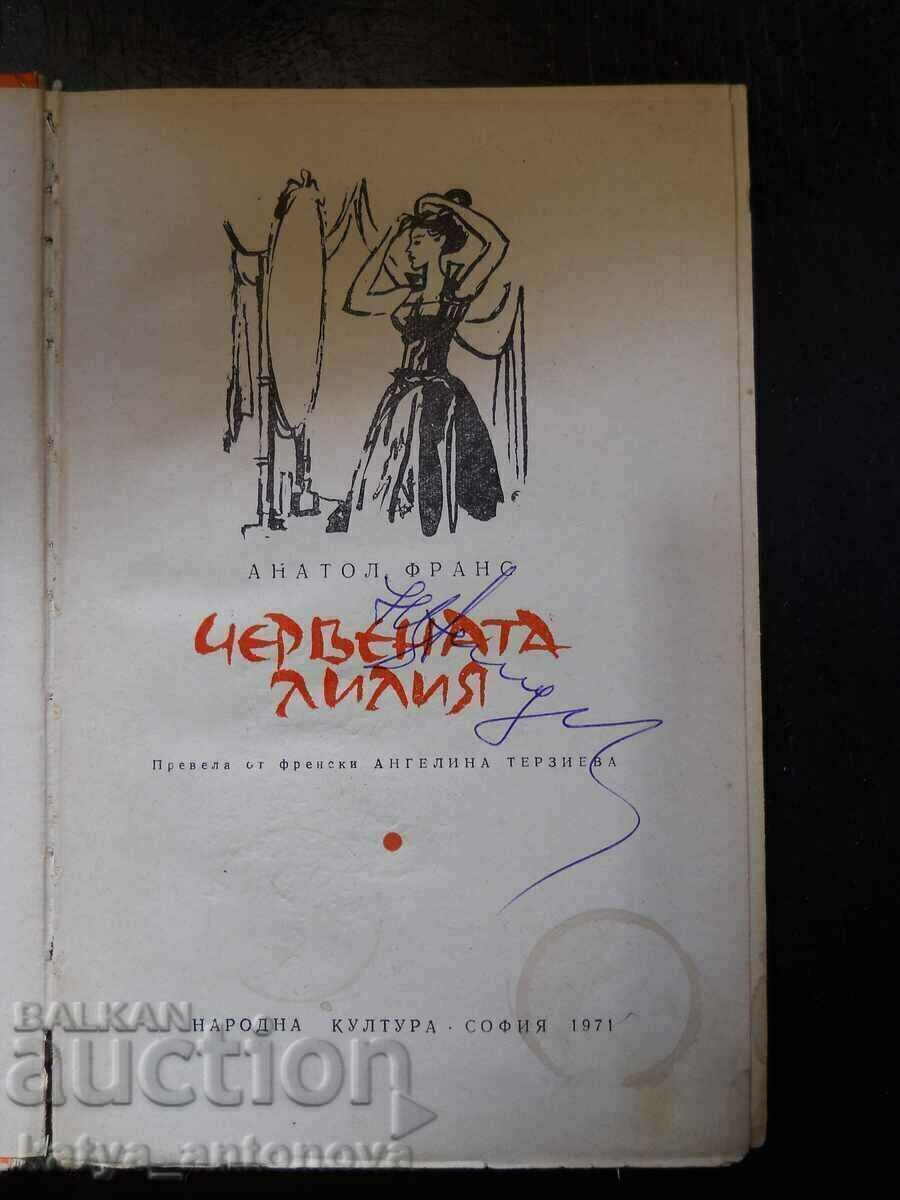 АНАТОЛ ФРАНС
ЧЕРВЕНАТА
ЛИЛИЯ
Превела от френски АНГЕЛИНА ТЕРЗИЕВА
НАРОДНА КУЛТУРА · СОФИЯ 1971
BALKAN
auction
katya_antonova